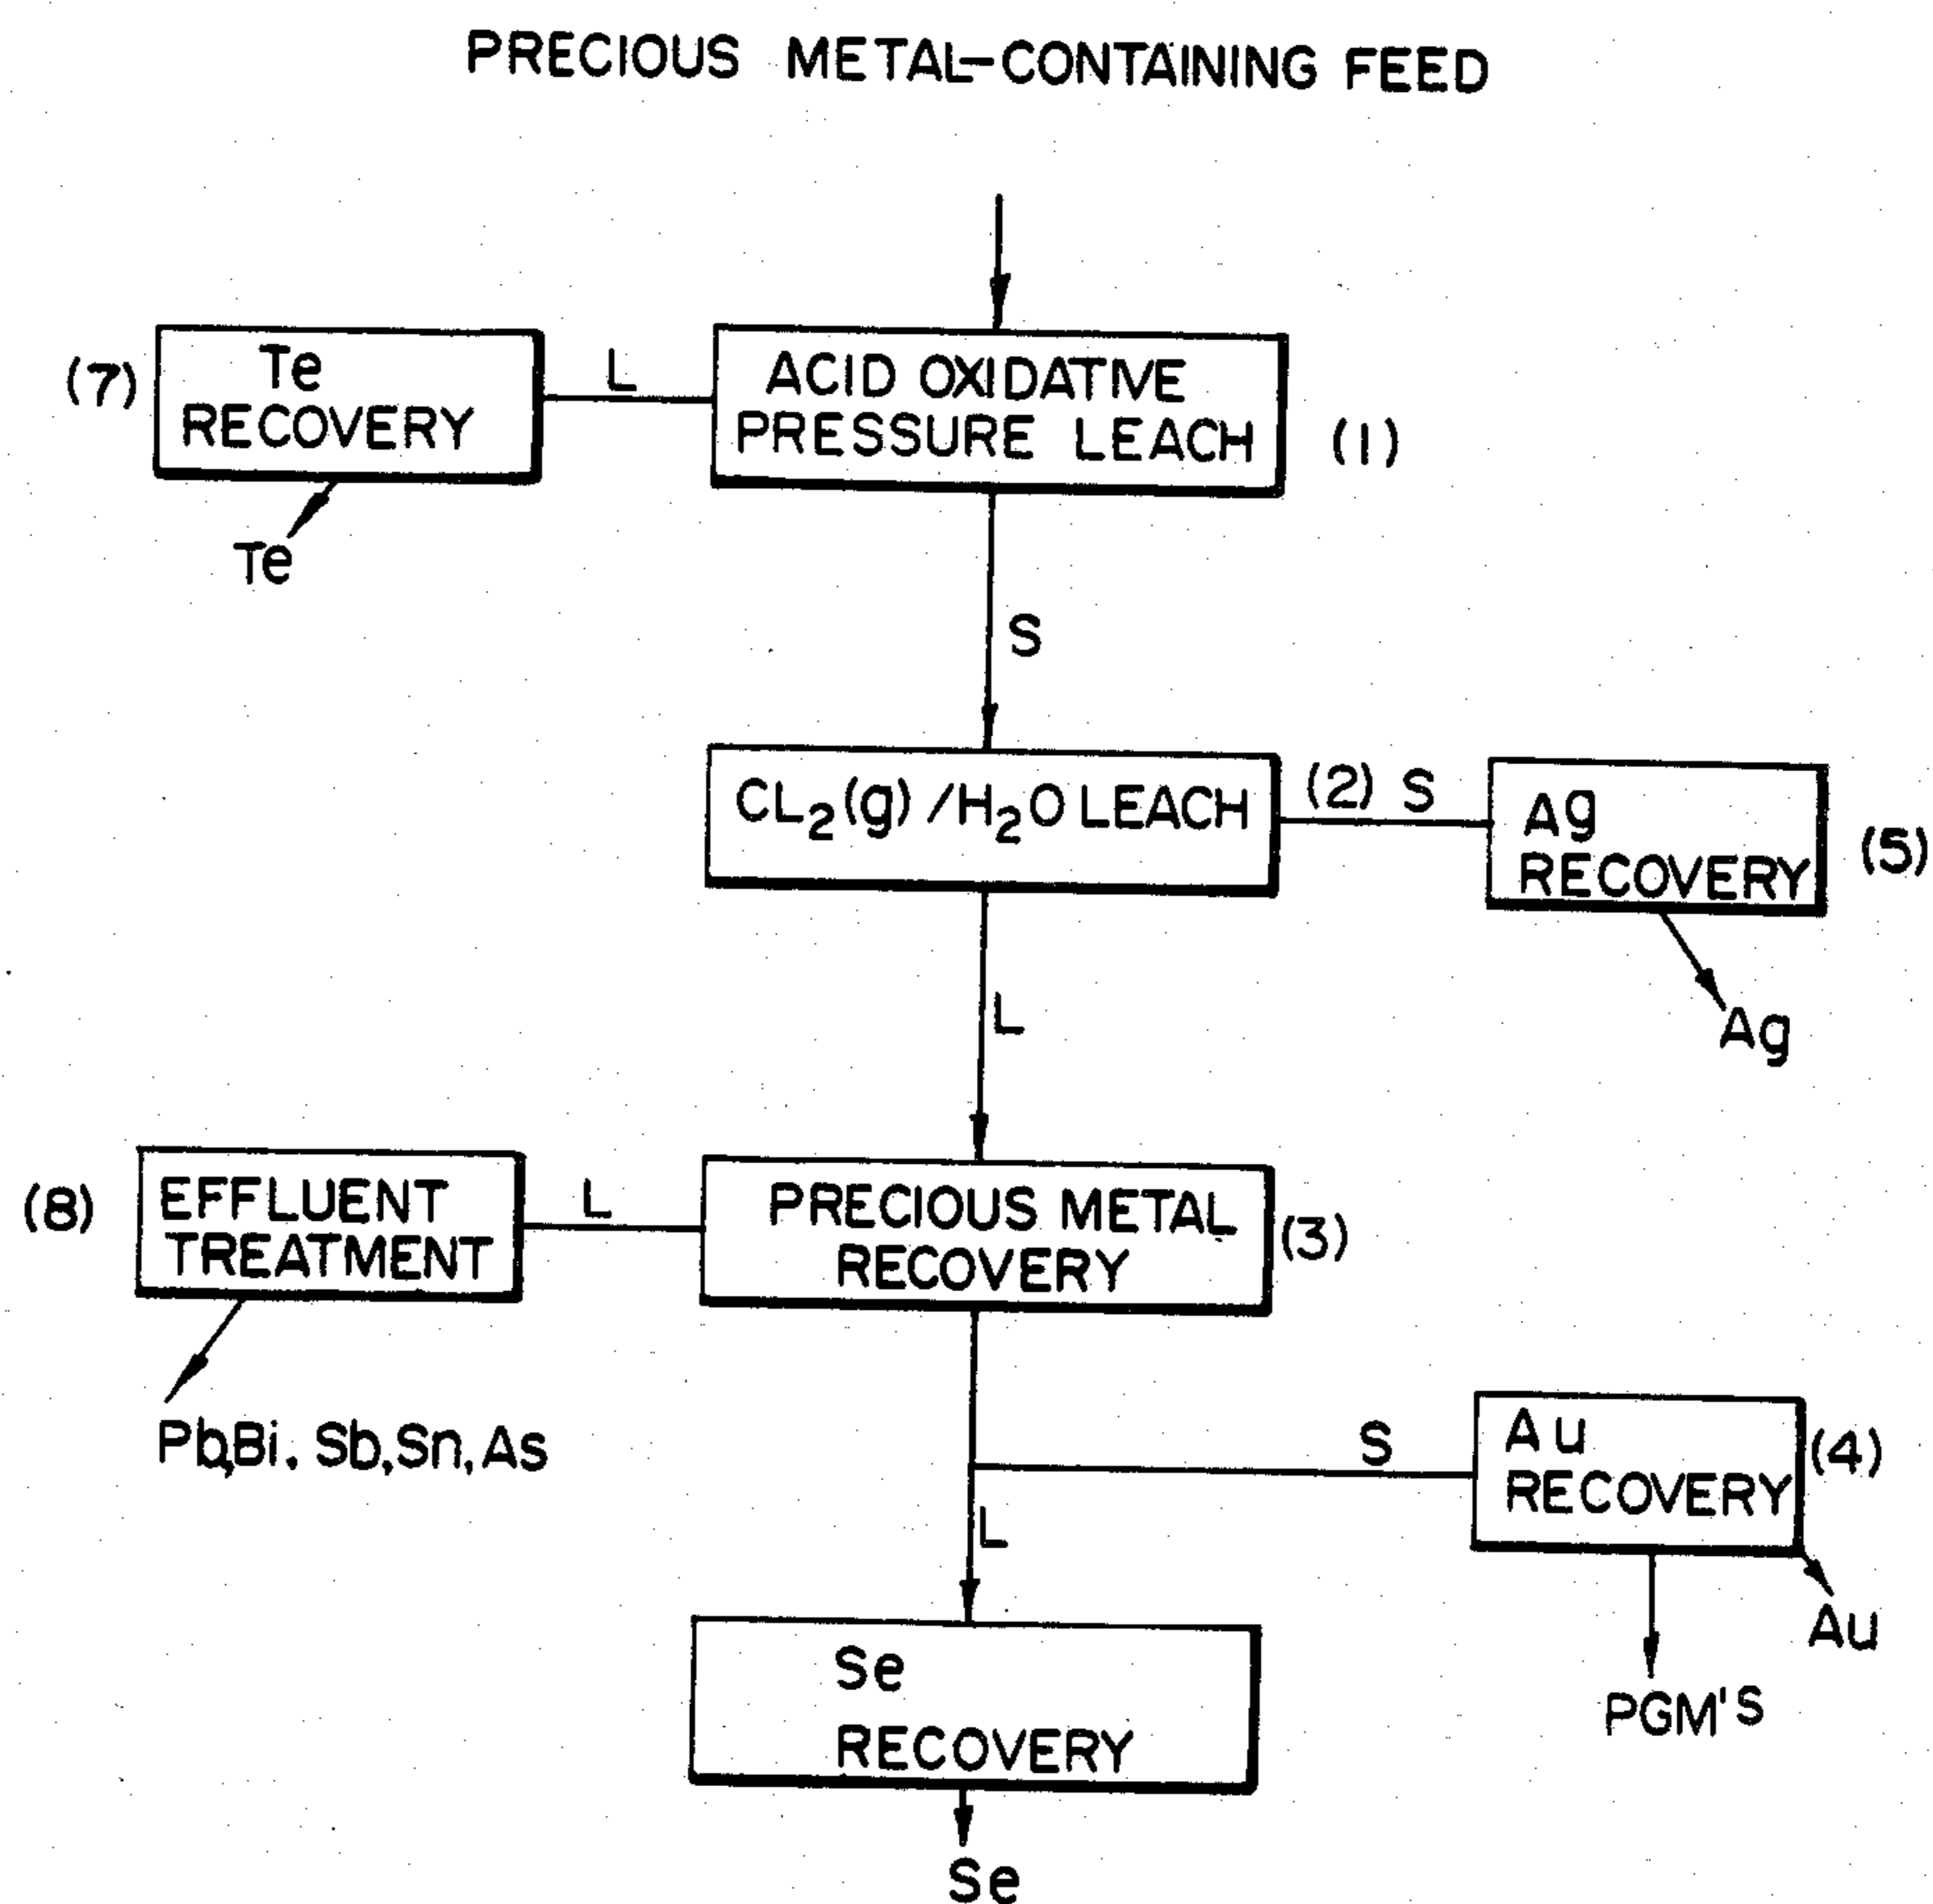 PRECIOUS METAL-CONTAINING FEED
(7)
Te
RECOVERY
L
ACID OXIDATIVE
PRESSURE LEACH
(1)
Te
S
CL2(g)/H2O LEACH
(2) S
Ag
RECOVERY
(5)
L
Ag
(8)
EFFLUENT
TREATMENT
L
PRECIOUS METAL
RECOVERY
(3)
Pb,Bi. Sb,Sn,As
S
Au
RECOVERY
(4)
L
Au
Se
RECOVERY
PGM'S
Se